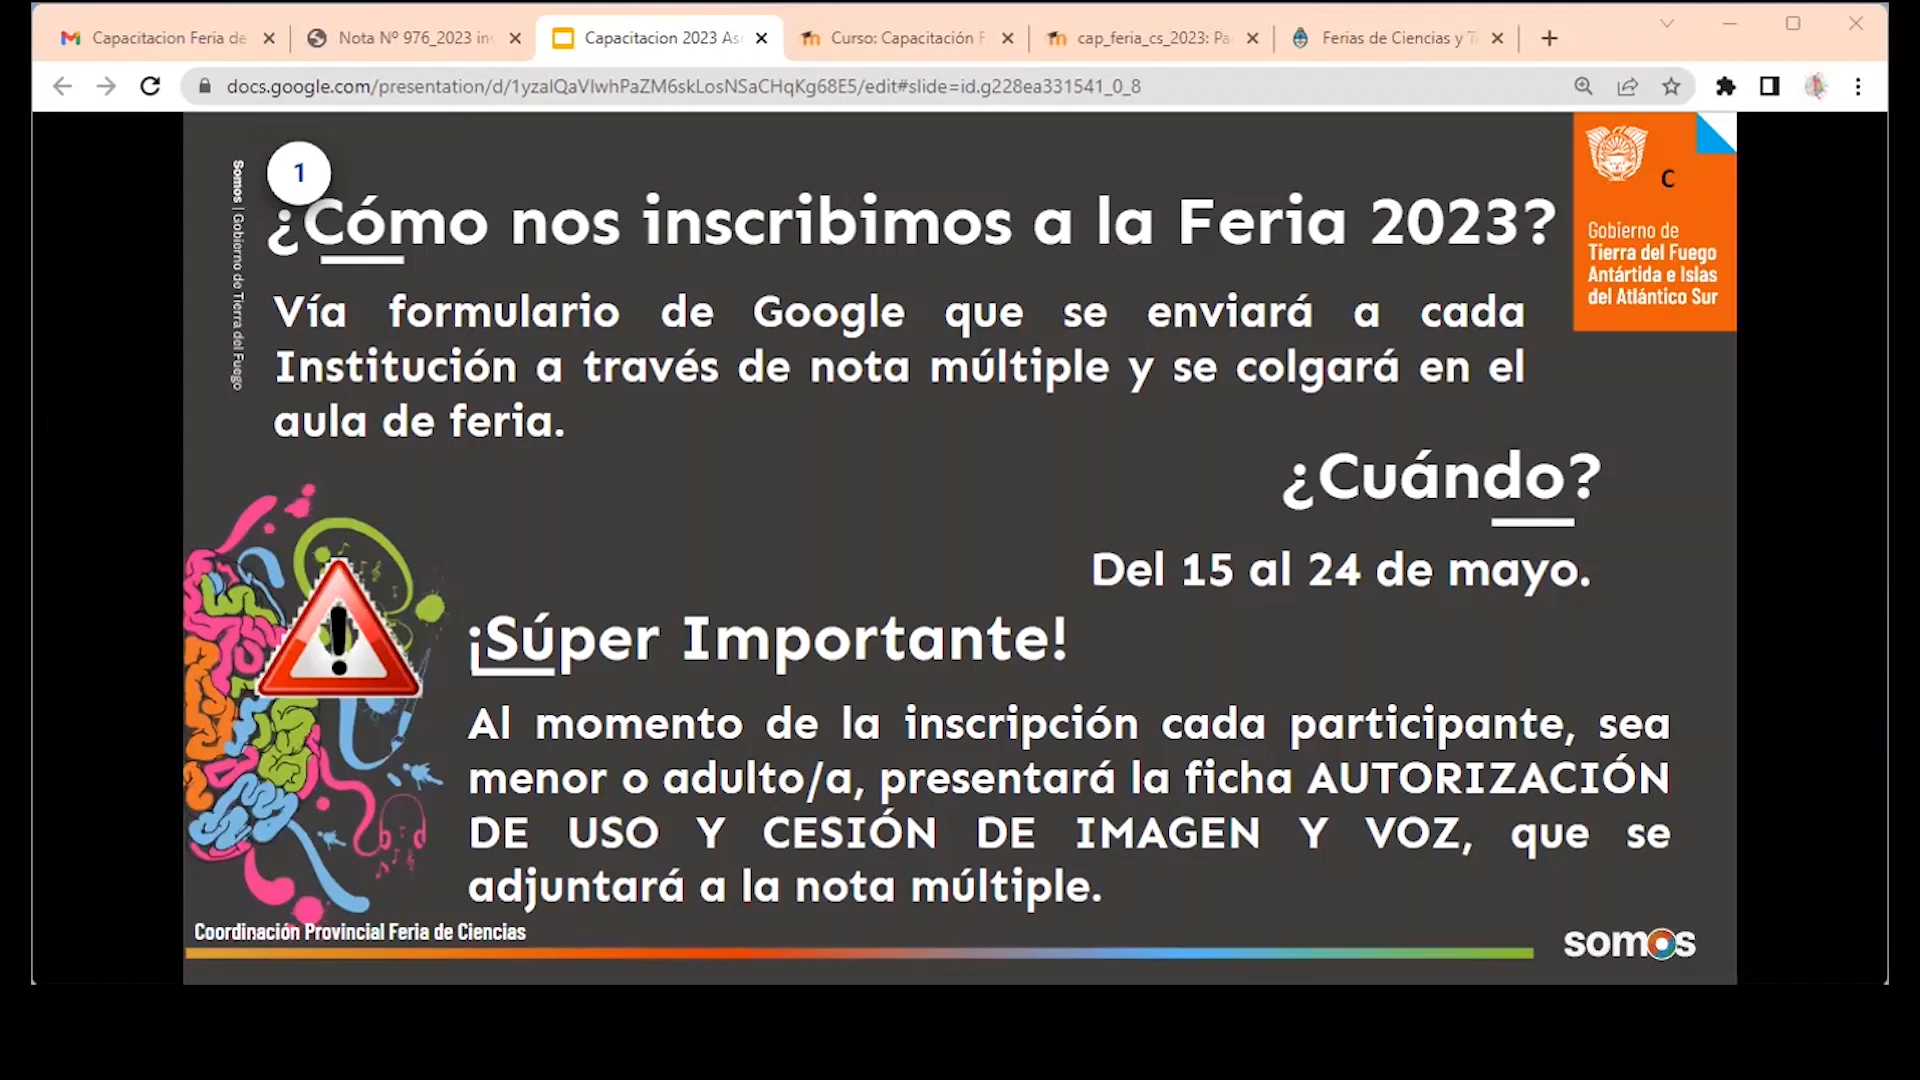 Capacitacion Feria de
Nota Nº 976_2023 inv
Capacitacion 2023 Ase
Curso: Capacitación F
cap_feria_cs_2023: Pa
Ferias de Ciencias y T
docs.google.com/presentation/d/1yzalQaVlwhPaZM6skLosNSaCHqKg68E5/edit#slide=id.g228ea331541_0_8
Somos | Gobierno de Tierra del Fuego
1
¿Cómo nos inscribimos a la Feria 2023?
C
Gobierno de
Tierra del Fuego
Antártida e Islas
del Atlántico Sur
Vía formulario de Google que se enviará a cada
Institución a través de nota múltiple y se colgará en el
aula de feria.
¿Cuándo?
Del 15 al 24 de mayo.
¡Súper Importante!
Al momento de la inscripción cada participante, sea
menor o adulto/a, presentará la ficha AUTORIZACIÓN
DE USO Y CESIÓN DE IMAGEN Y VOZ, que se
adjuntará a la nota múltiple.
Coordinación Provincial Feria de Ciencias
somos